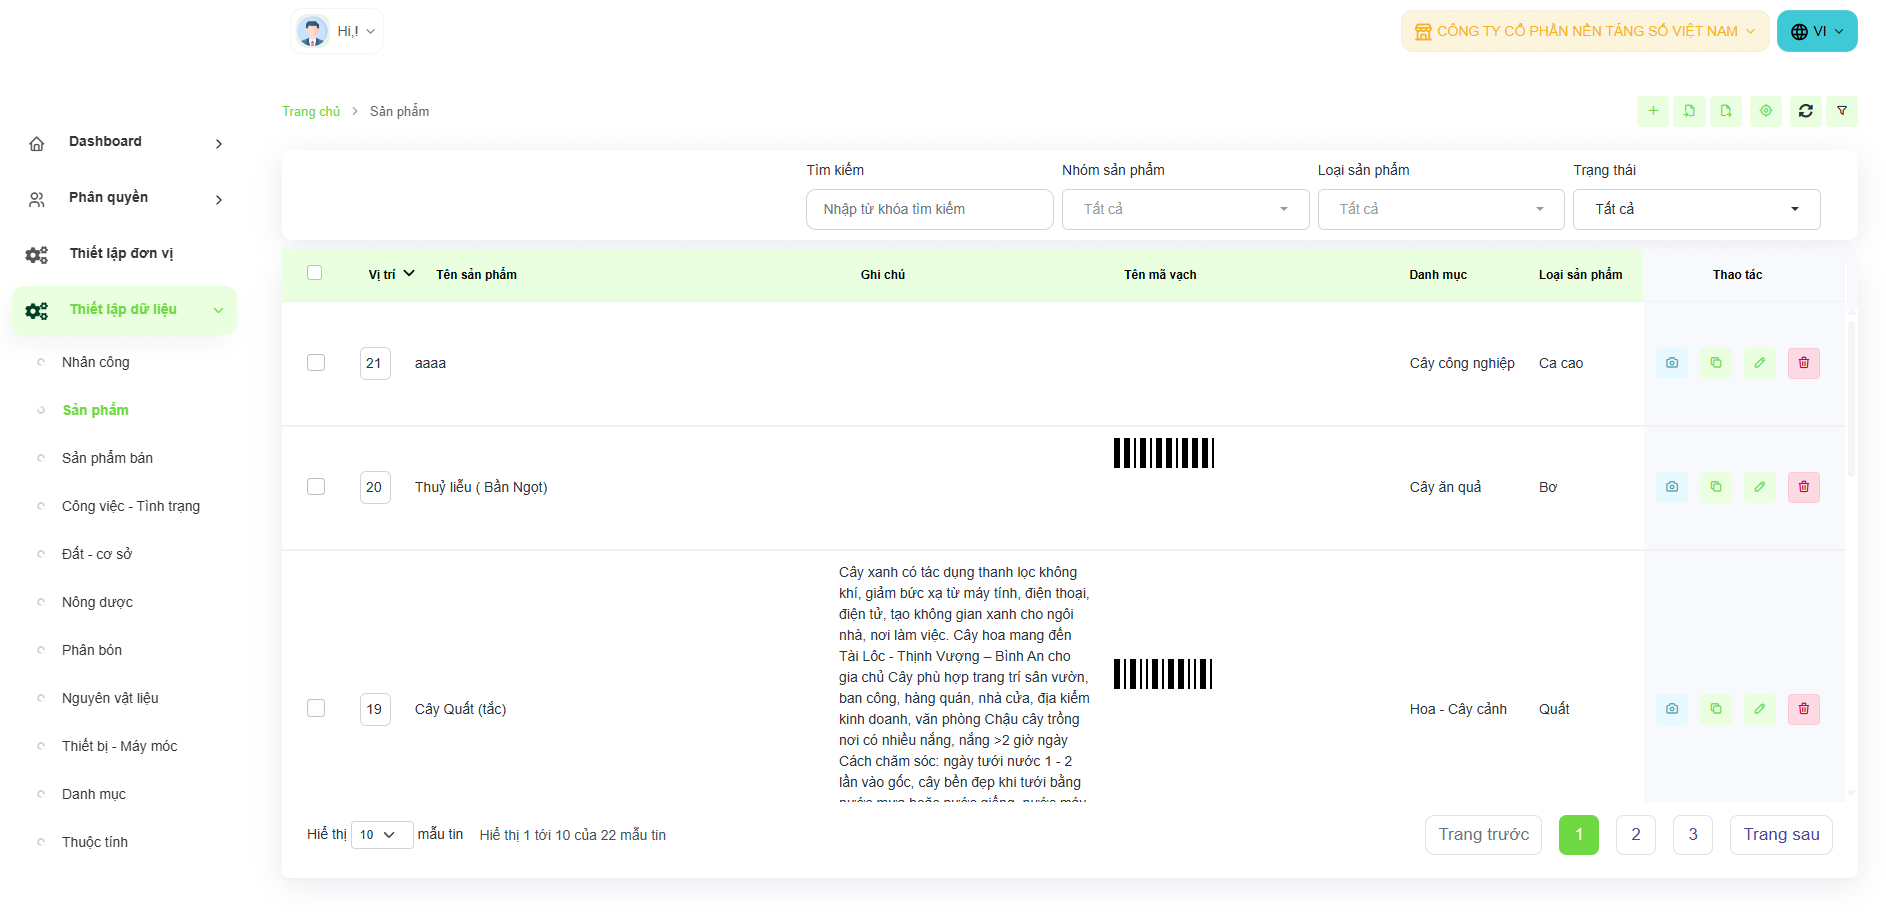 Hi,!
CÔNG TY CỔ PHẦN NỀN TẢNG SỐ VIỆT NAM
VI
Trang chủ
Sản phẩm
Dashboard
Phân quyền
Thiết lập đơn vị
Thiết lập dữ liệu
Nhân công
Sản phẩm
Sản phẩm bán
Công việc - Tình trạng
Đất - cơ sở
Nông dược
Phân bón
Nguyên vật liệu
Thiết bị - Máy móc
Danh mục
Thuộc tính
Tìm kiếm
Nhóm sản phẩm
Loại sản phẩm
Trạng thái
Nhập từ khóa tìm kiếm
Tất cả
Tất cả
Tất cả
Vị trí
Tên sản phẩm
Ghi chú
Tên mã vạch
Danh mục
Loại sản phẩm
Thao tác
21
aaaa
Cây công nghiệp
Ca cao
20
Thuỷ liễu ( Bần Ngọt)
Cây ăn quả
Bơ
19
Cây Quất (tắc)
Cây xanh có tác dụng thanh lọc không
khí, giảm bức xạ từ máy tính, điện thoại,
điện tử, tạo không gian xanh cho ngôi
nhà, nơi làm việc. Cây hoa mang đến
Tài Lôc - Thịnh Vượng – Bình An cho
gia chủ Cây phù hợp trang trí sân vườn,
ban công, hàng quán, nhà cửa, địa kiểm
kinh doanh, văn phòng Chậu cây trồng
nơi có nhiều nắng, nắng >2 giờ ngày
Cách chăm sóc: ngày tưới nước 1 - 2
lần vào gốc, cây bền đẹp khi tưới bằng
nước mưa hoặc nước giếng, nước máy
Hoa - Cây cảnh
Quất
Hiể thị 10 mẫu tin
Hiể thị 1 tới 10 của 22 mẫu tin
Trang trước
1
2
3
Trang sau